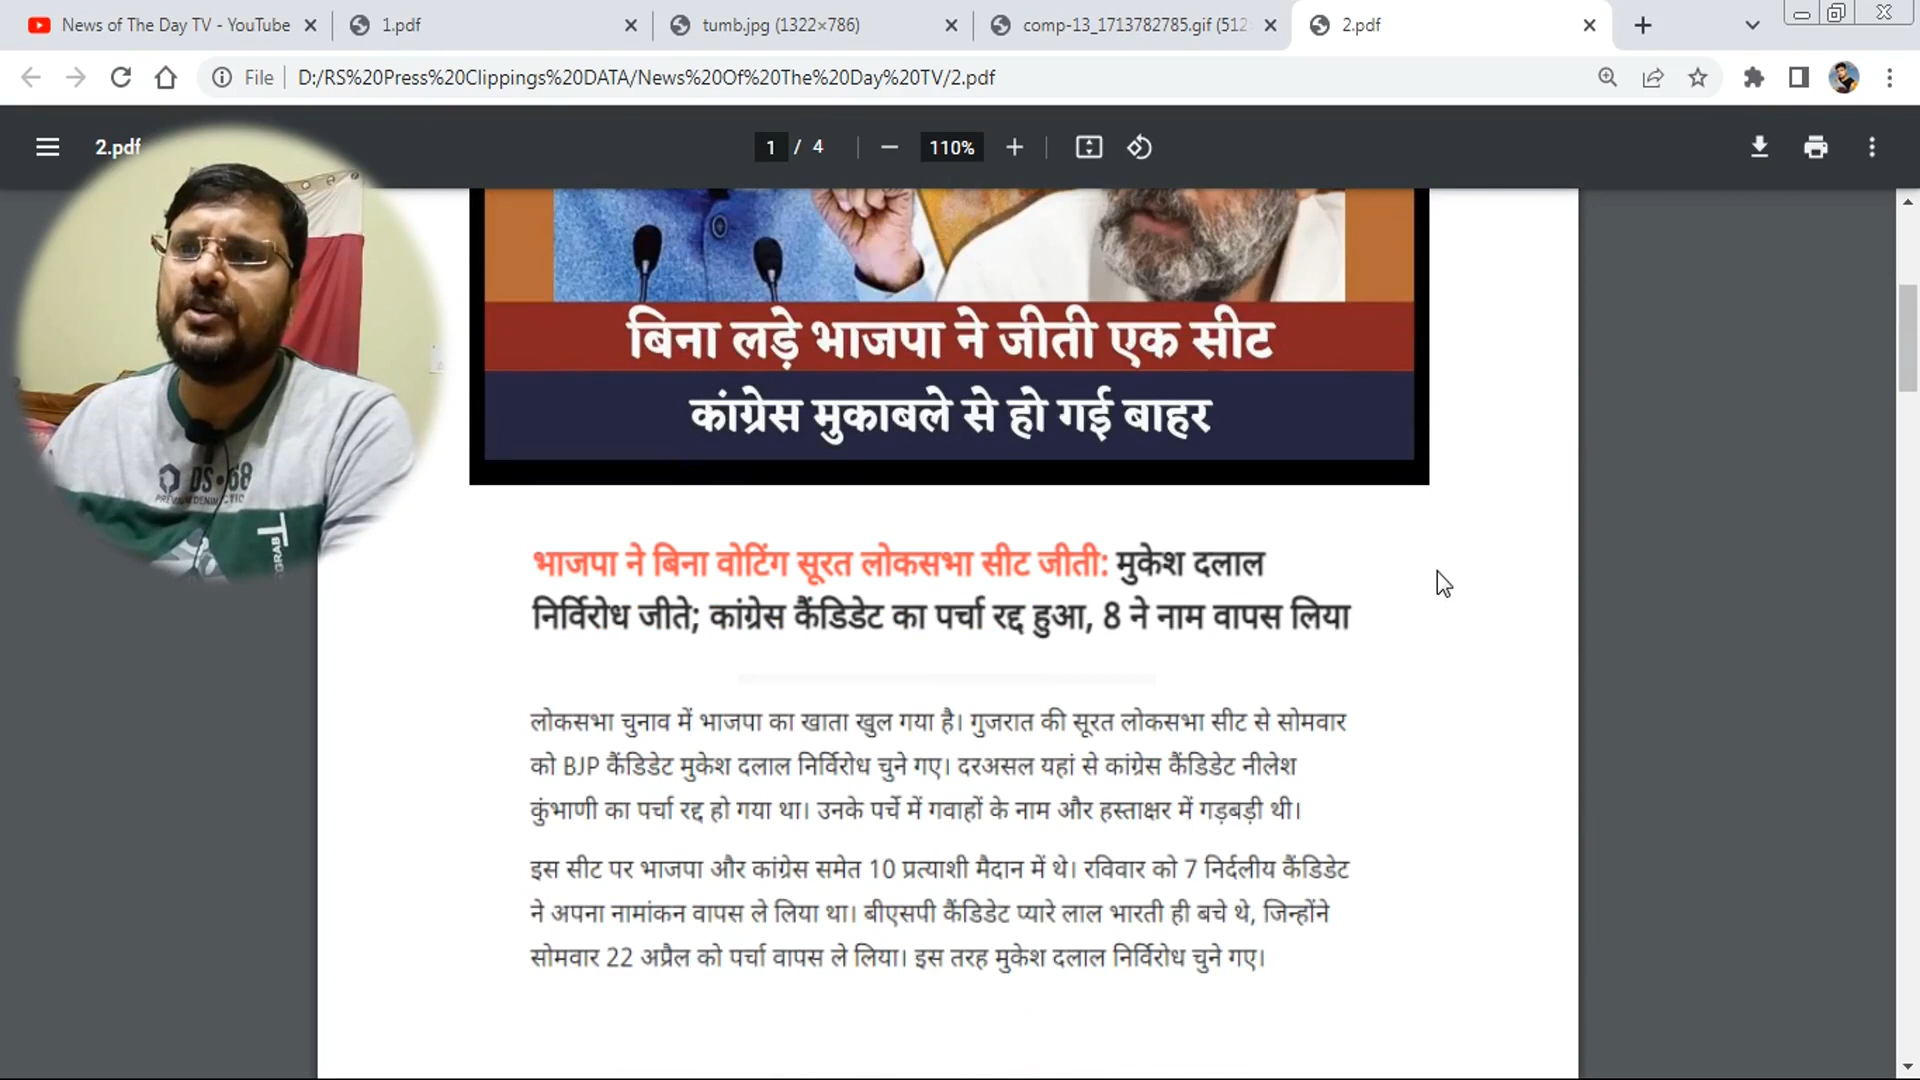 News of The Day TV - YouTube
1.pdf
tumb.jpg (1322×786)
comp-13_1713782785.gif (512
2.pdf
File
D:/RS%20Press%20Clippings%20DATA/News%20Of%20The%20Day%20TV/2.pdf
2.pdf
1 / 4
110%
बिना लड़े भाजपा ने जीती एक सीट
कांग्रेस मुकाबले से हो गई बाहर
भाजपा ने बिना वोटिंग सूरत लोकसभा सीट जीती: मुकेश दलाल
निर्विरोध जीते; कांग्रेस कैंडिडेट का पर्चा रद्द हुआ, 8 ने नाम वापस लिया
लोकसभा चुनाव में भाजपा का खाता खुल गया है। गुजरात की सूरत लोकसभा सीट से सोमवार
को BJP कैंडिडेट मुकेश दलाल निर्विरोध चुने गए। दरअसल यहां से कांग्रेस कैंडिडेट नीलेश
कुंभाणी का पर्चा रद्द हो गया था। उनके पर्चे में गवाहों के नाम और हस्ताक्षर में गड़बड़ी थी।
इस सीट पर भाजपा और कांग्रेस समेत 10 प्रत्याशी मैदान में थे। रविवार को 7 निर्दलीय कैंडिडेट
ने अपना नामांकन वापस ले लिया था। बीएसपी कैंडिडेट प्यारे लाल भारती ही बचे थे, जिन्होंने
सोमवार 22 अप्रैल को पर्चा वापस ले लिया। इस तरह मुकेश दलाल निर्विरोध चुने गए।
DS·68